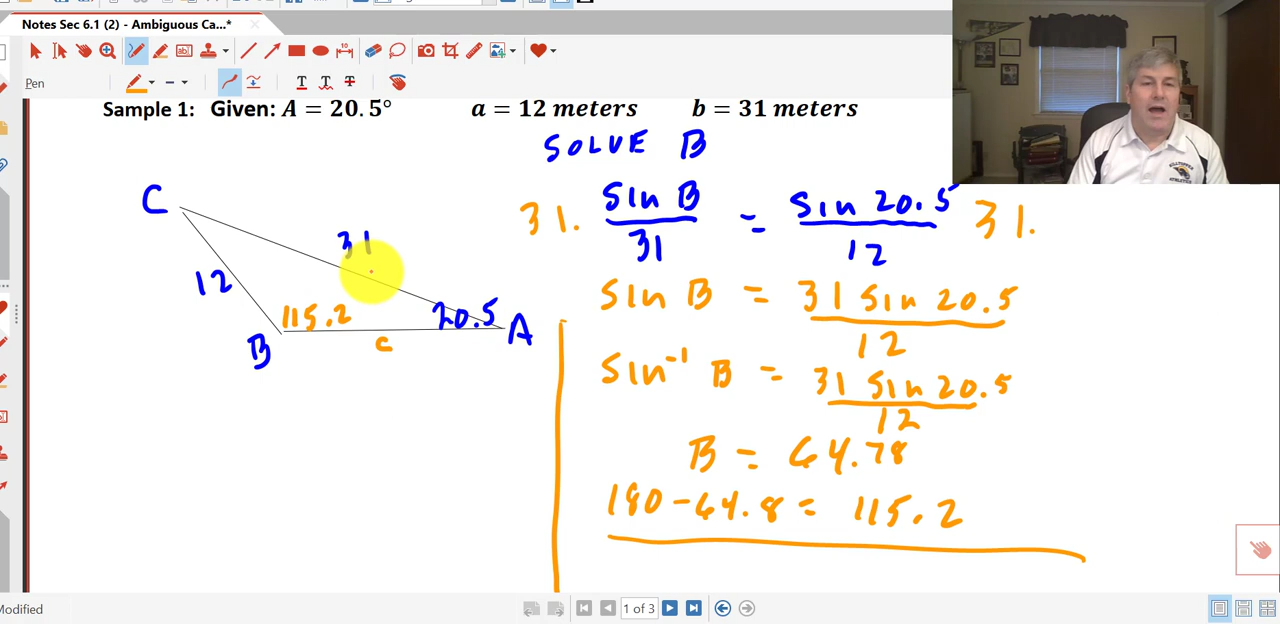 Notes Sec 6.1 (2) - Ambiguous Ca...*
Pen
Sample 1: Given: A = 20.5° a = 12 meters b = 31 meters
SOLVE B
C
31
12
115.2
20.5
A
B
c
31. sin B / 31 = sin 20.5 / 12 31.
sin B = 31 sin 20.5 / 12
sin⁻¹ B = 31 sin 20.5 / 12
B = 64.78
180 - 64.8 = 115.2
Modified
1 of 3